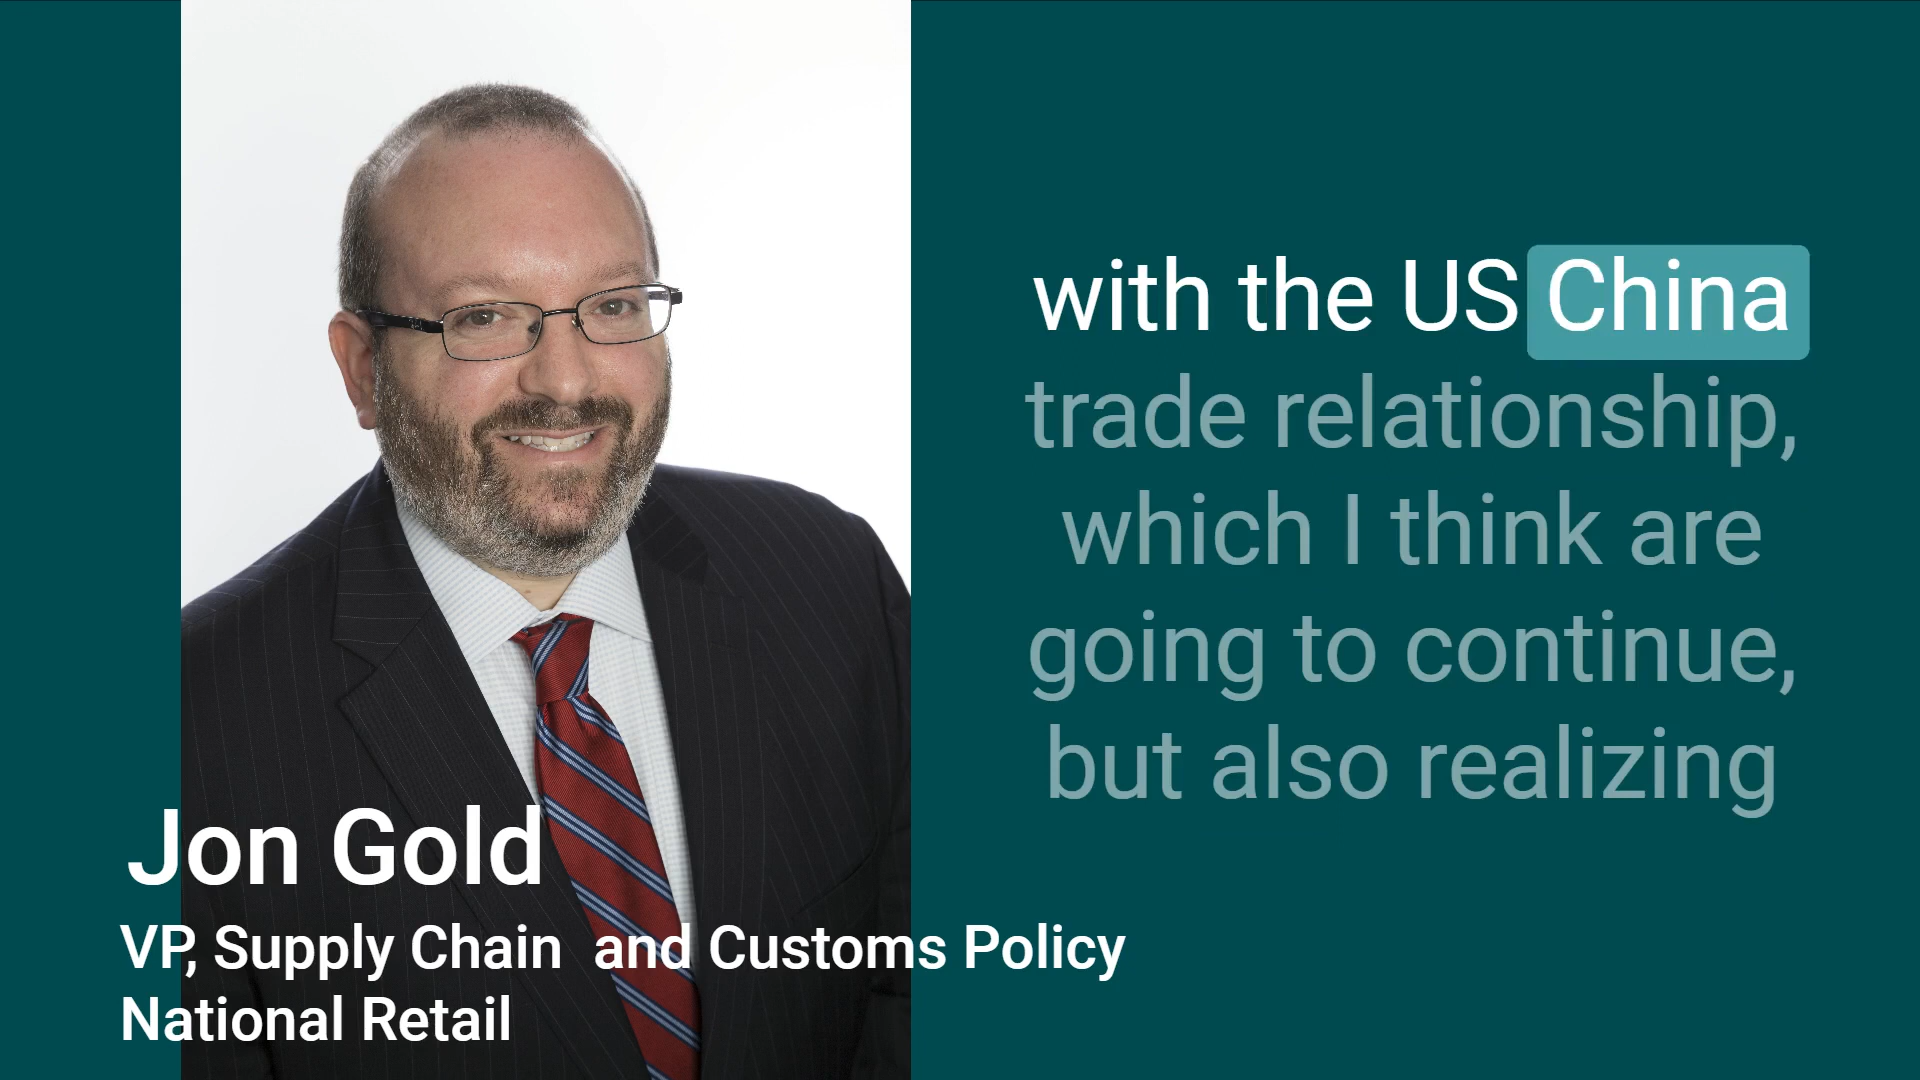 with the US China
trade relationship,
which I think are
going to continue,
but also realizing
Jon Gold
VP, Supply Chain  and Customs Policy
National Retail